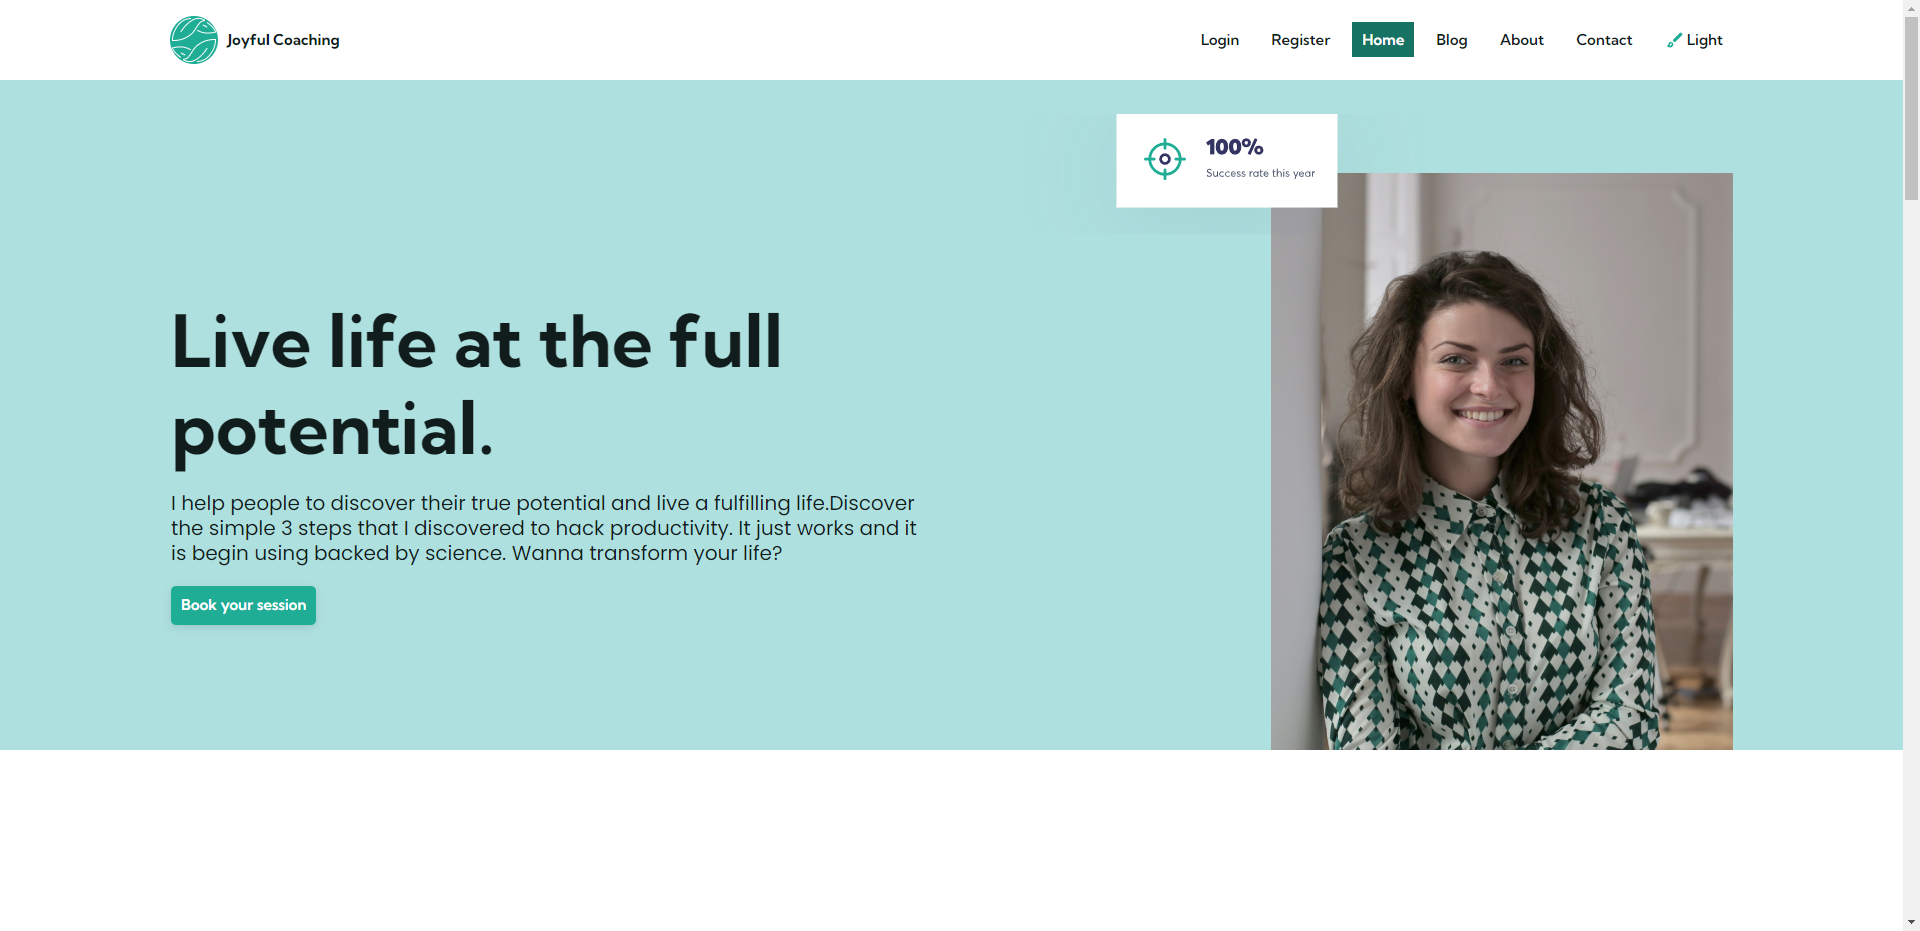 Joyful Coaching
Login Register Home Blog About Contact Light
100%
Success rate this year
Live life at the full
potential.
I help people to discover their true potential and live a fulfilling life.Discover
the simple 3 steps that I discovered to hack productivity. It just works and it
is begin using backed by science. Wanna transform your life?
Book your session